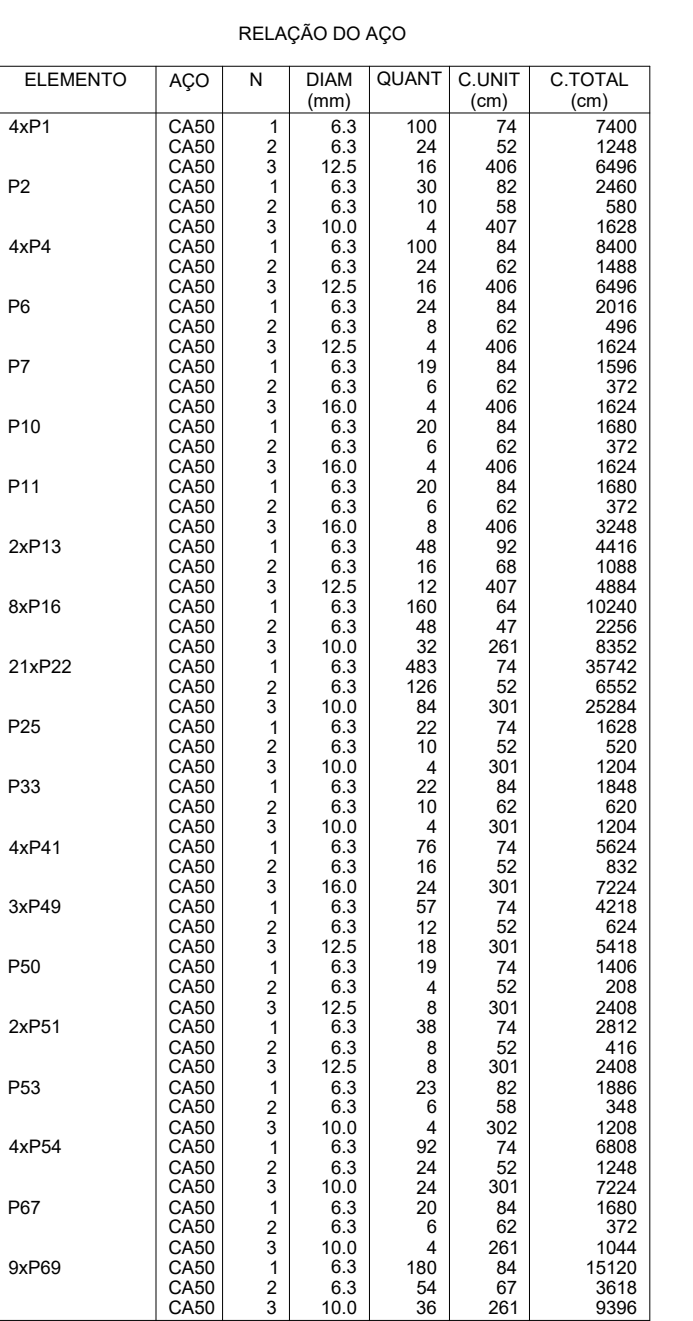 RELAÇÃO DO AÇO
ELEMENTO AÇO N DIAM QUANT C.UNIT C.TOTAL
(mm) (cm) (cm)
4xP1 CA50 1 6.3 100 74 7400
CA50 2 6.3 24 52 1248
CA50 3 12.5 16 406 6496
P2 CA50 1 6.3 30 82 2460
CA50 2 6.3 10 58 580
CA50 3 10.0 4 407 1628
4xP4 CA50 1 6.3 100 84 8400
CA50 2 6.3 24 62 1488
CA50 3 12.5 16 406 6496
P6 CA50 1 6.3 24 84 2016
CA50 2 6.3 8 62 496
CA50 3 12.5 4 406 1624
P7 CA50 1 6.3 19 84 1596
CA50 2 6.3 6 62 372
CA50 3 16.0 4 406 1624
P10 CA50 1 6.3 20 84 1680
CA50 2 6.3 6 62 372
CA50 3 16.0 4 406 1624
P11 CA50 1 6.3 20 84 1680
CA50 2 6.3 6 62 372
CA50 3 16.0 8 406 3248
2xP13 CA50 1 6.3 48 92 4416
CA50 2 6.3 16 68 1088
CA50 3 12.5 12 407 4884
8xP16 CA50 1 6.3 160 64 10240
CA50 2 6.3 48 47 2256
CA50 3 10.0 32 261 8352
21xP22 CA50 1 6.3 483 74 35742
CA50 2 6.3 126 52 6552
CA50 3 10.0 84 301 25284
P25 CA50 1 6.3 22 74 1628
CA50 2 6.3 10 52 520
CA50 3 10.0 4 301 1204
P33 CA50 1 6.3 22 84 1848
CA50 2 6.3 10 62 620
CA50 3 10.0 4 301 1204
4xP41 CA50 1 6.3 76 74 5624
CA50 2 6.3 16 52 832
CA50 3 16.0 24 301 7224
3xP49 CA50 1 6.3 57 74 4218
CA50 2 6.3 12 52 624
CA50 3 12.5 18 301 5418
P50 CA50 1 6.3 19 74 1406
CA50 2 6.3 4 52 208
CA50 3 12.5 8 301 2408
2xP51 CA50 1 6.3 38 74 2812
CA50 2 6.3 8 52 416
CA50 3 12.5 8 301 2408
P53 CA50 1 6.3 23 82 1886
CA50 2 6.3 6 58 348
CA50 3 10.0 4 302 1208
4xP54 CA50 1 6.3 92 74 6808
CA50 2 6.3 24 52 1248
CA50 3 10.0 24 301 7224
P67 CA50 1 6.3 20 84 1680
CA50 2 6.3 6 62 372
CA50 3 10.0 4 261 1044
9xP69 CA50 1 6.3 180 84 15120
CA50 2 6.3 54 67 3618
CA50 3 10.0 36 261 9396